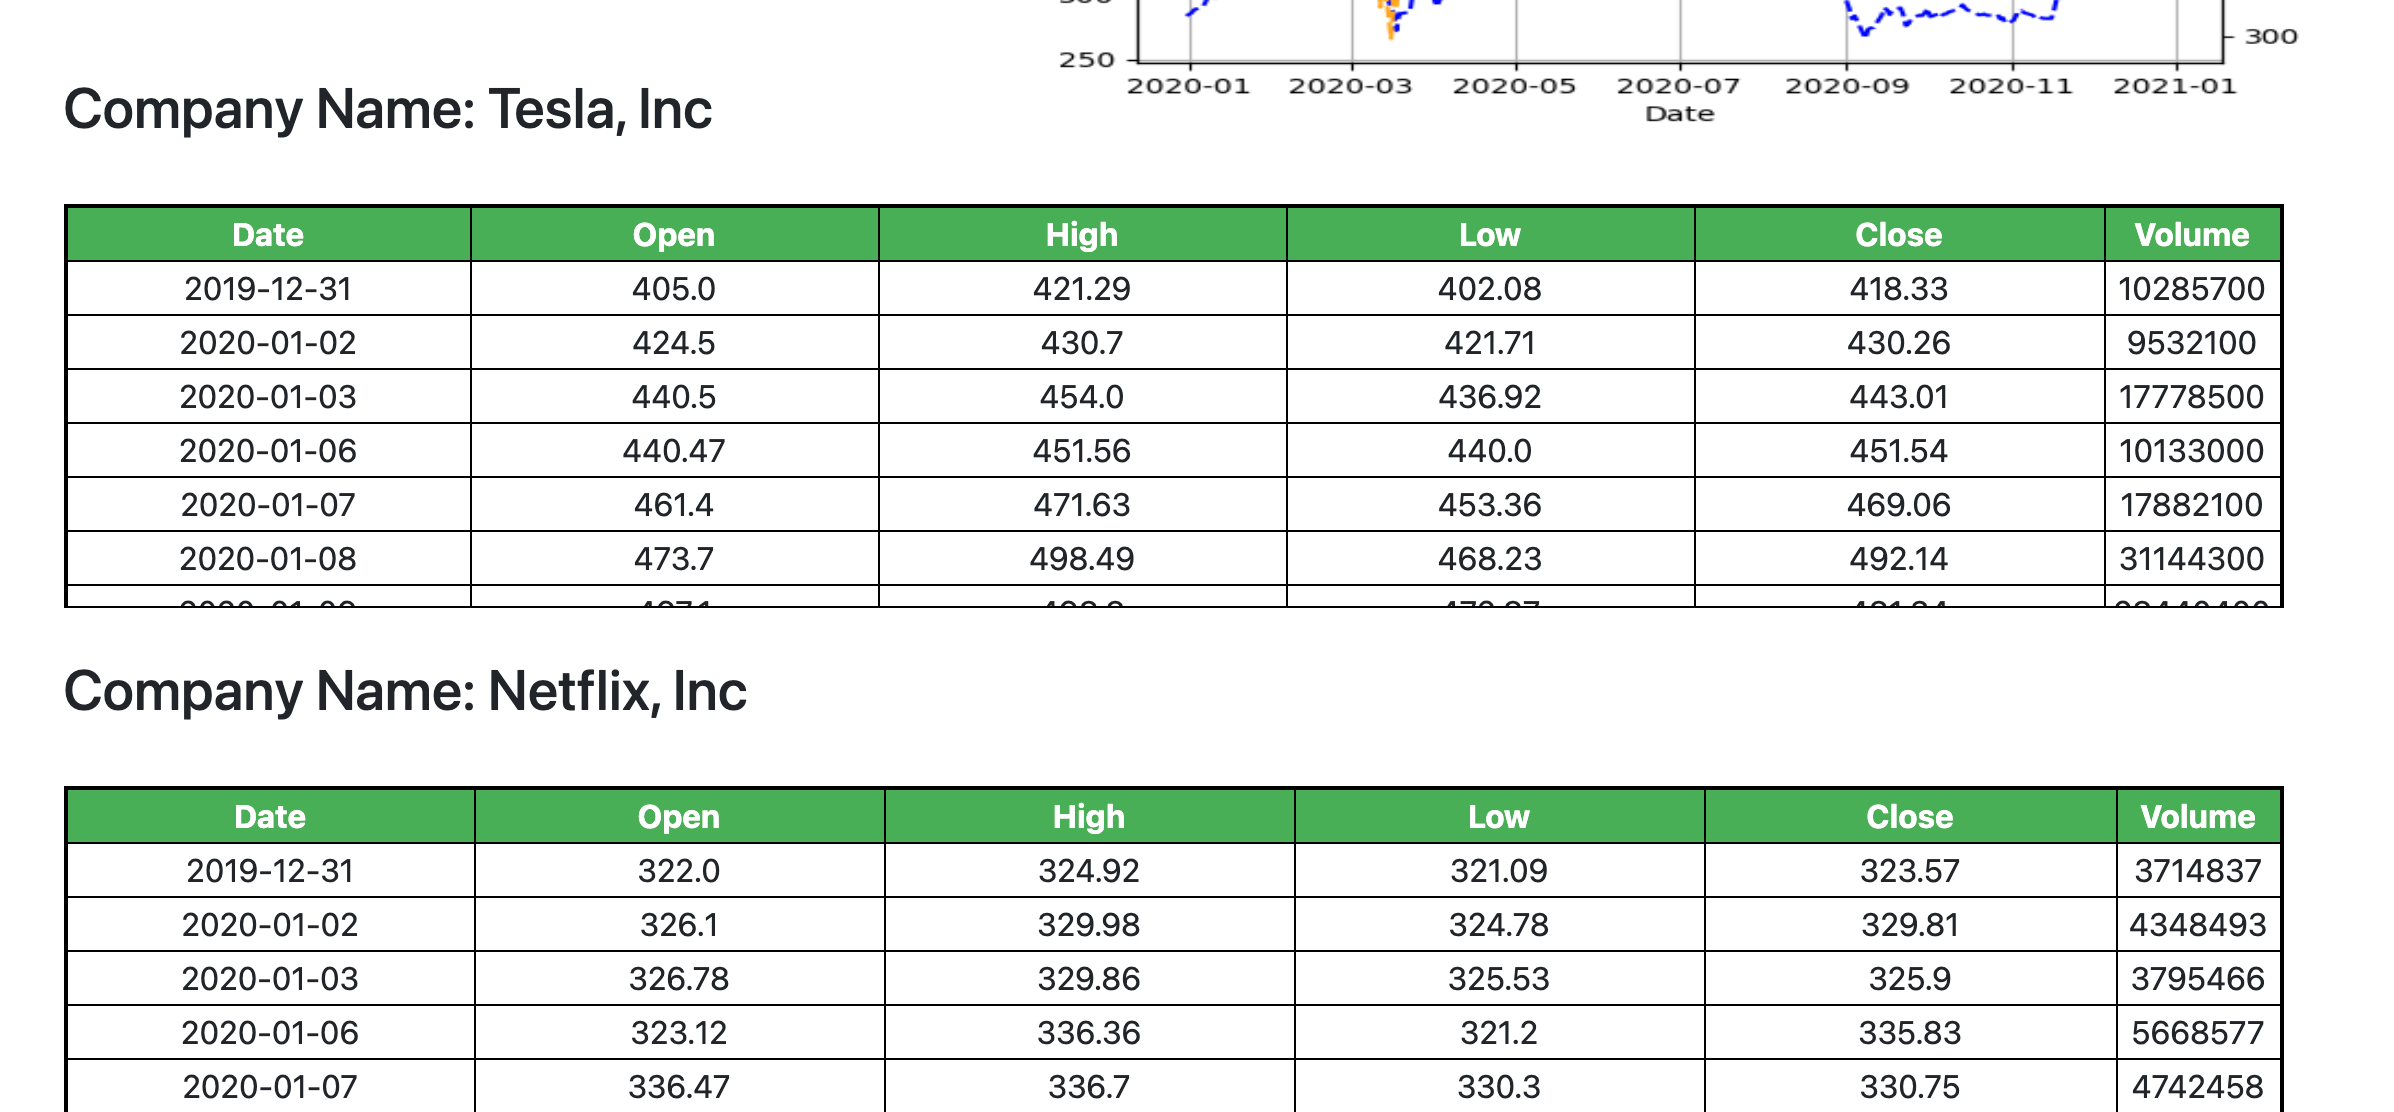 250
300
2020-01 2020-03 2020-05 2020-07 2020-09 2020-11 2021-01
Date
Company Name: Tesla, Inc
Date Open High Low Close Volume
2019-12-31 405.0 421.29 402.08 418.33 10285700
2020-01-02 424.5 430.7 421.71 430.26 9532100
2020-01-03 440.5 454.0 436.92 443.01 17778500
2020-01-06 440.47 451.56 440.0 451.54 10133000
2020-01-07 461.4 471.63 453.36 469.06 17882100
2020-01-08 473.7 498.49 468.23 492.14 31144300
Company Name: Netflix, Inc
Date Open High Low Close Volume
2019-12-31 322.0 324.92 321.09 323.57 3714837
2020-01-02 326.1 329.98 324.78 329.81 4348493
2020-01-03 326.78 329.86 325.53 325.9 3795466
2020-01-06 323.12 336.36 321.2 335.83 5668577
2020-01-07 336.47 336.7 330.3 330.75 4742458